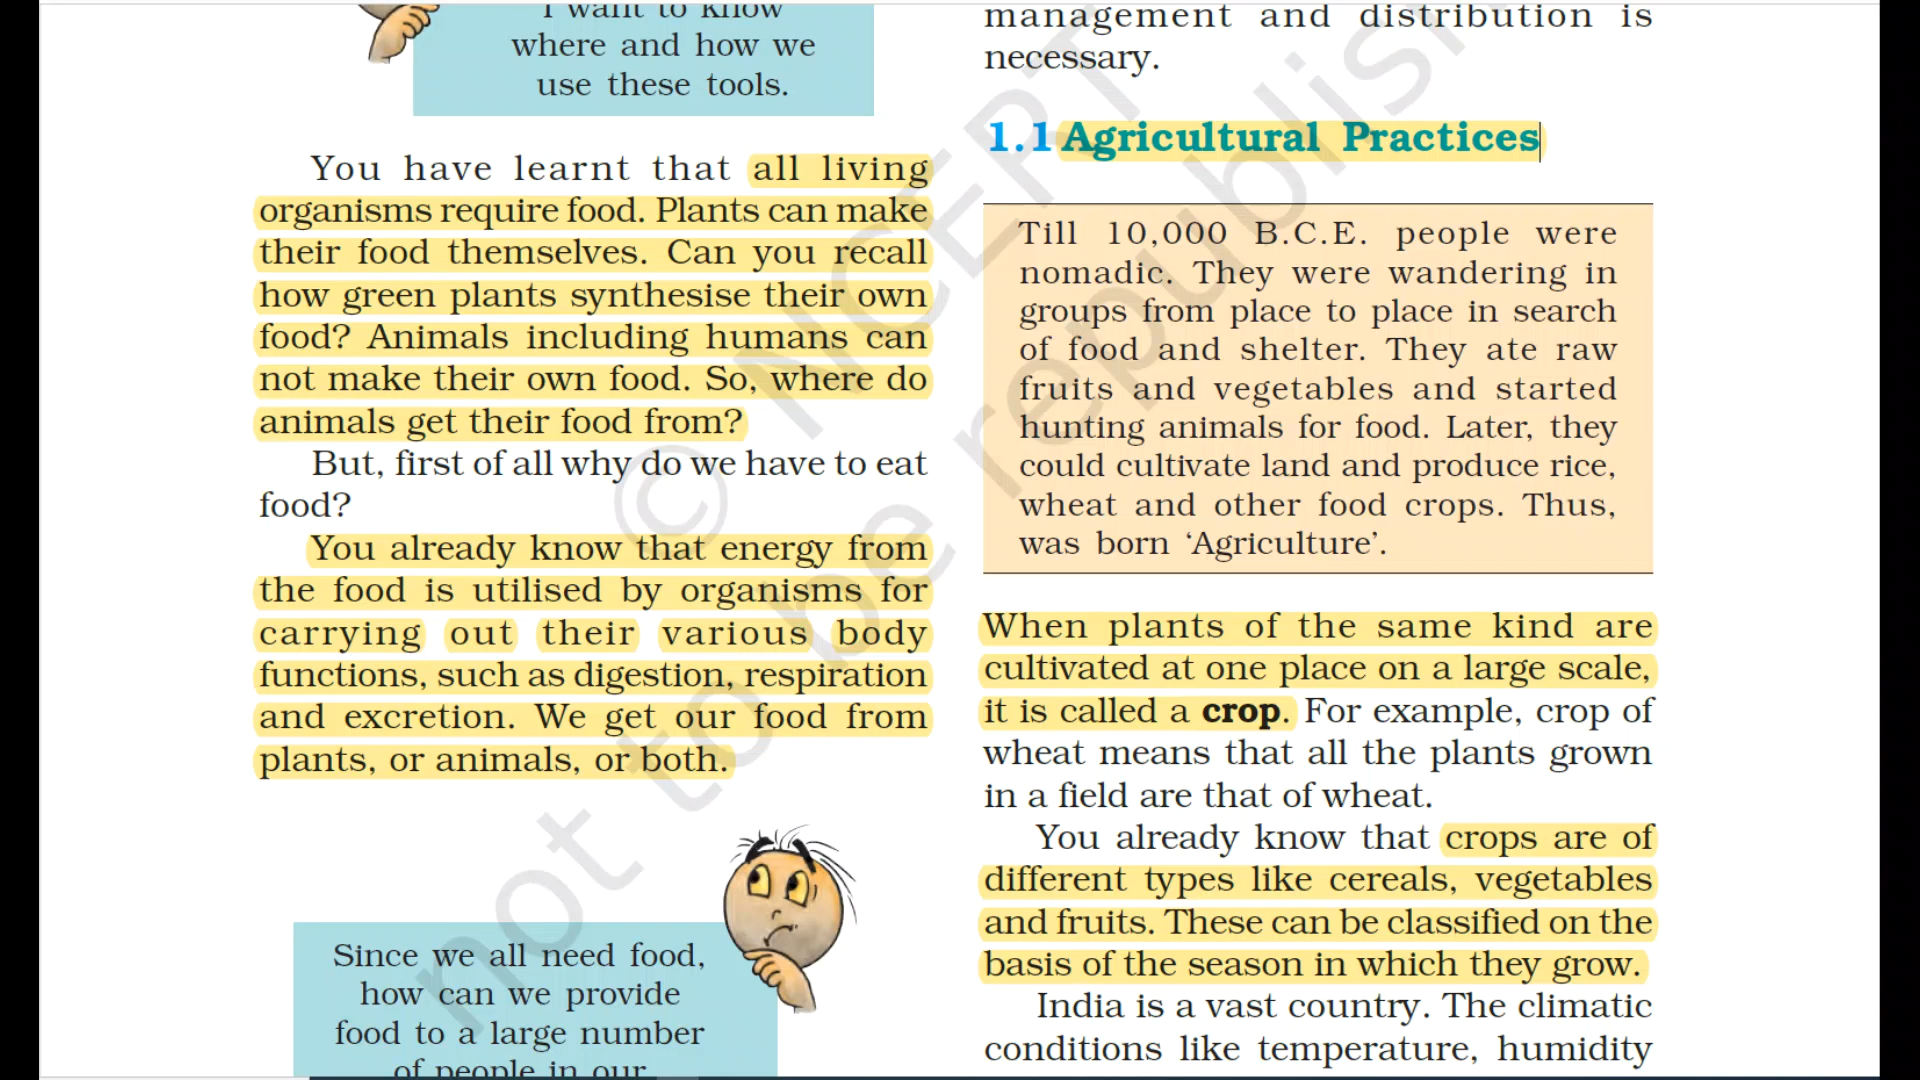 I want to know
where and how we
use these tools.
You have learnt that all living
organisms require food. Plants can make
their food themselves. Can you recall
how green plants synthesise their own
food? Animals including humans can
not make their own food. So, where do
animals get their food from?
But, first of all why do we have to eat
food?
You already know that energy from
the food is utilised by organisms for
carrying out their various body
functions, such as digestion, respiration
and excretion. We get our food from
plants, or animals, or both.
Since we all need food,
how can we provide
food to a large number
of people in our
management and distribution is
necessary.
1.1 Agricultural Practices
Till 10,000 B.C.E. people were
nomadic. They were wandering in
groups from place to place in search
of food and shelter. They ate raw
fruits and vegetables and started
hunting animals for food. Later, they
could cultivate land and produce rice,
wheat and other food crops. Thus,
was born ‘Agriculture’.
When plants of the same kind are
cultivated at one place on a large scale,
it is called a crop. For example, crop of
wheat means that all the plants grown
in a field are that of wheat.
You already know that crops are of
different types like cereals, vegetables
and fruits. These can be classified on the
basis of the season in which they grow.
India is a vast country. The climatic
conditions like temperature, humidity
© NCERT
not to be republish